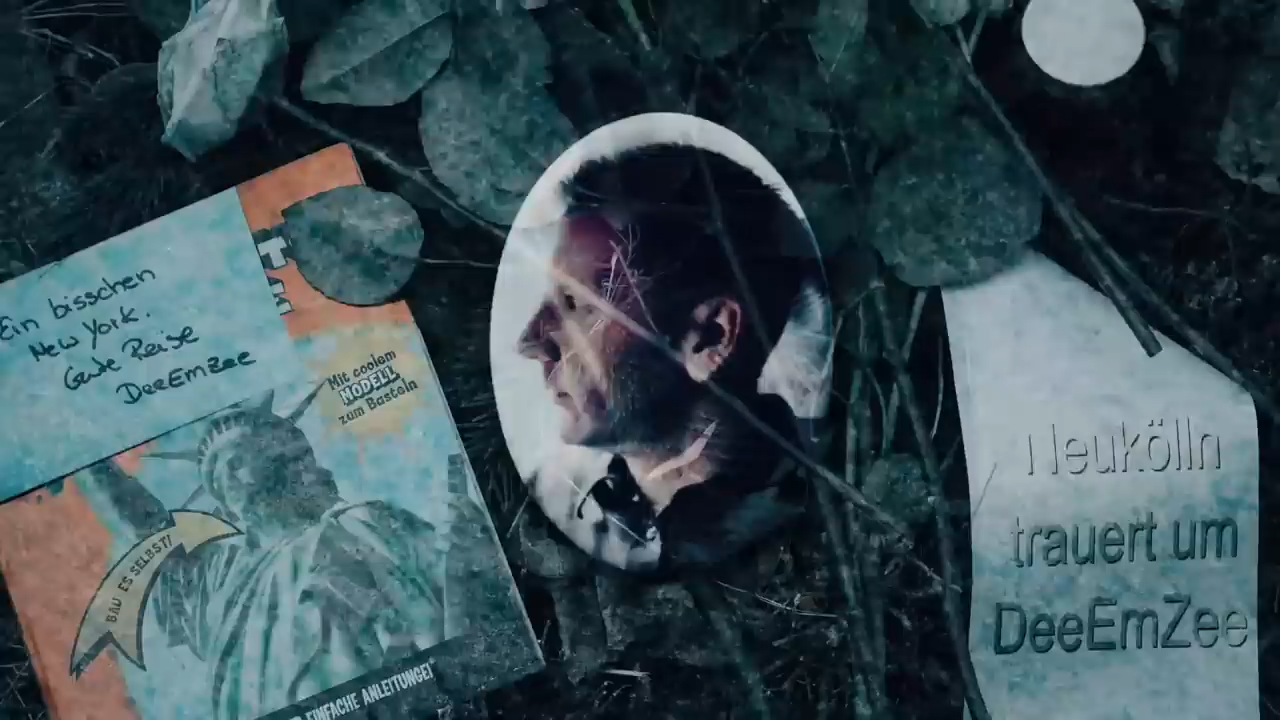 Ein bisschen
New York.
Gute Reise
DeeEmZee
Mit coolem
MODELL
zum Basteln
BAU ES SELBST!
EINFACHE ANLEITUNGEN
Neukölln
trauert um
DeeEmZee